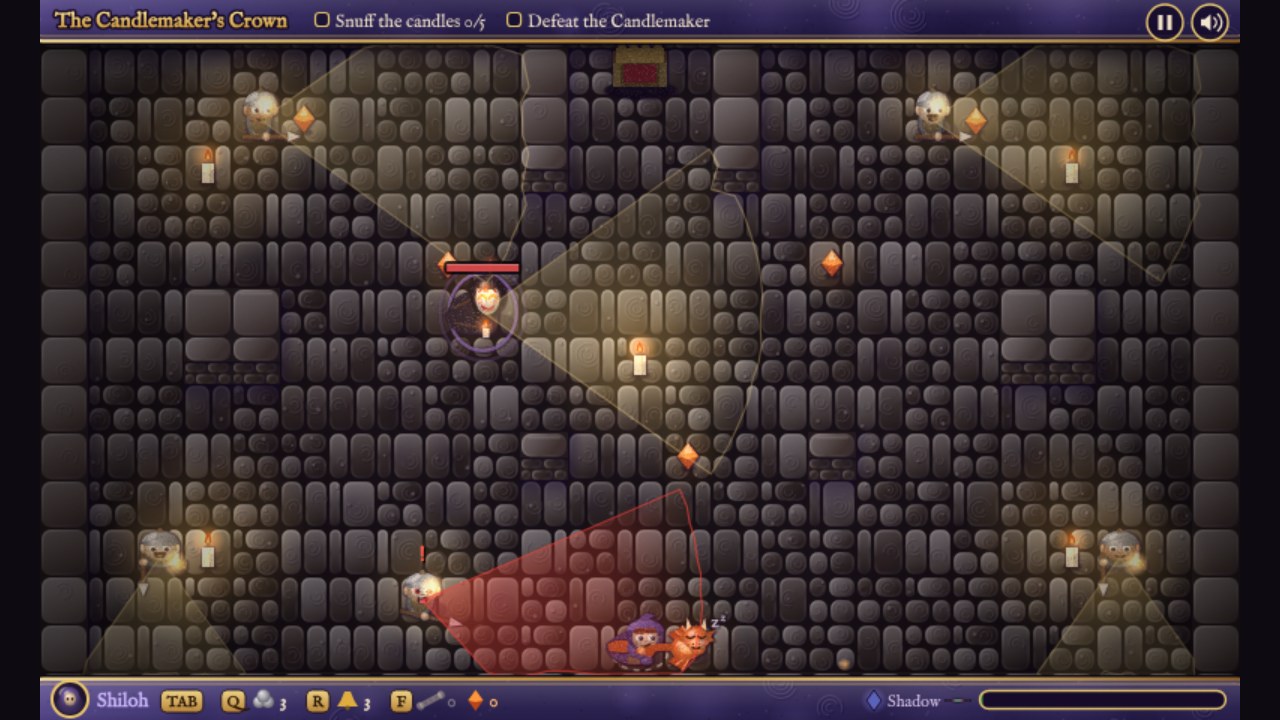 The Candlemaker's Crown
Snuff the candles 0/5
Defeat the Candlemaker
!
z z
Shiloh
TAB
Q 3
R 3
F 0
0
Shadow